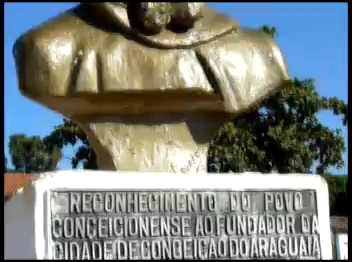 RECONHECIMENTO DO POVO
CONCEICIONENSE AO FUNDADOR DA
CIDADE DE CONCEIÇÃO DO ARAGUAIA